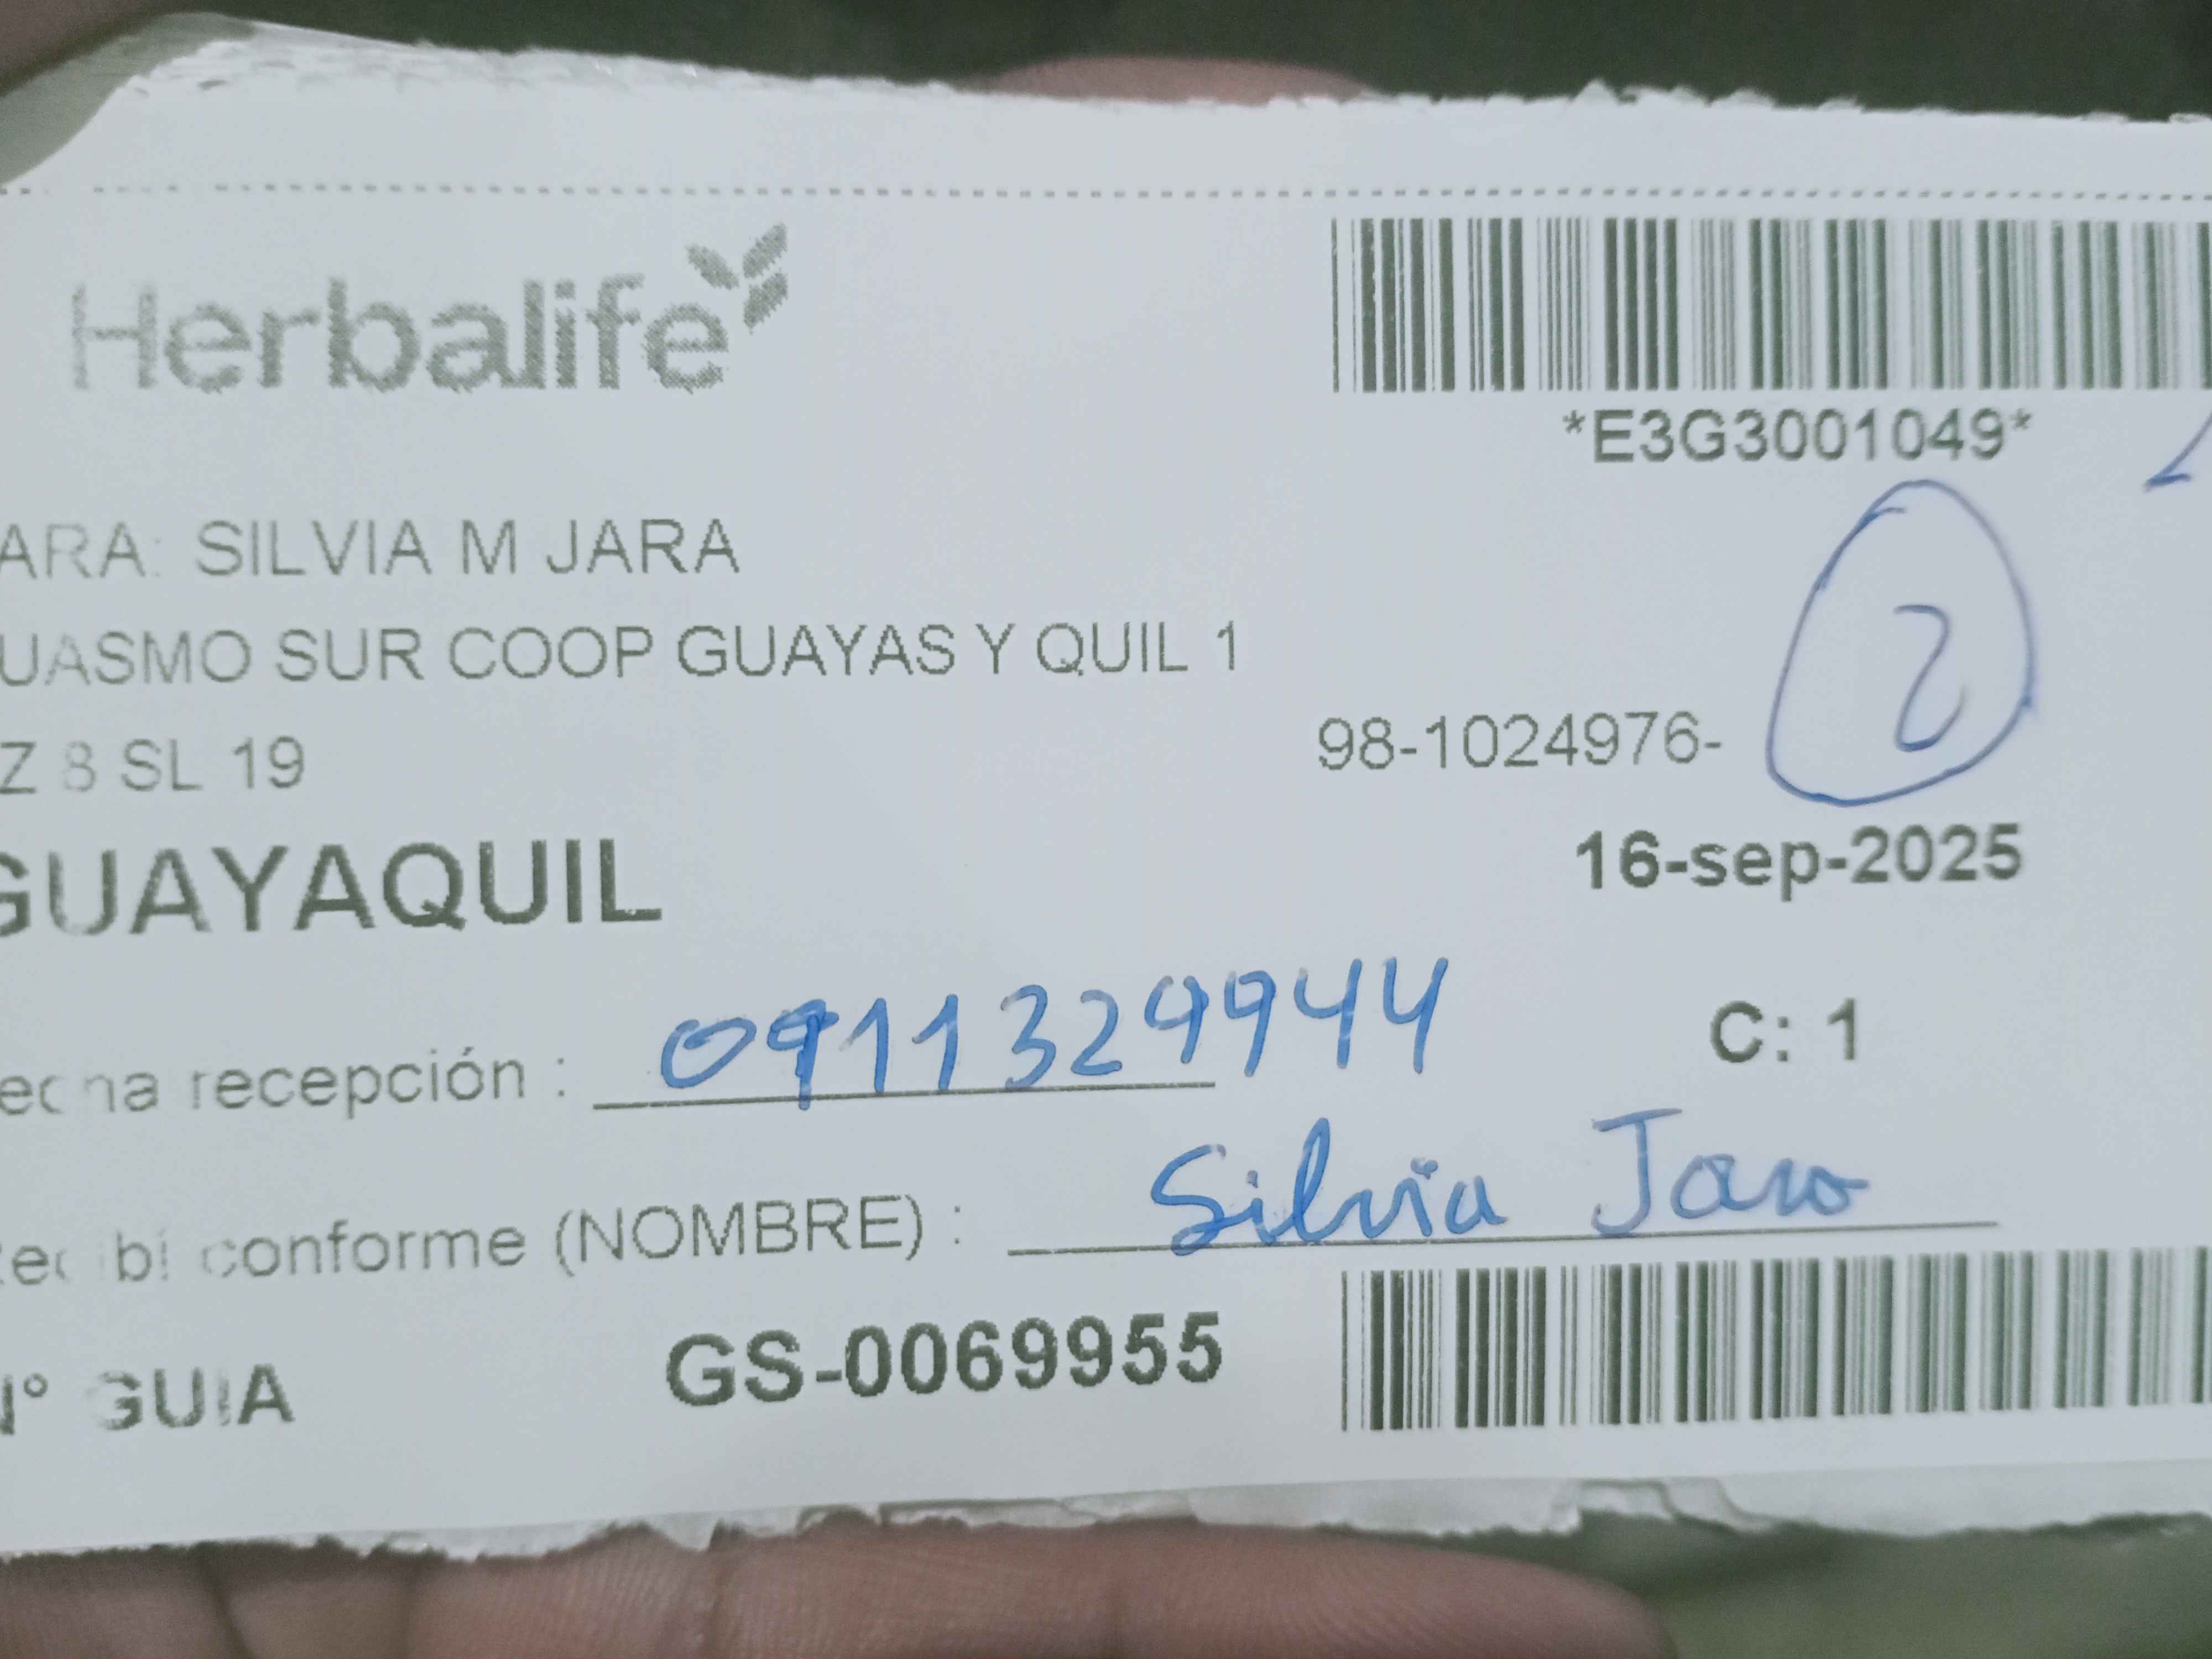 Herbalife
*E3G3001049*
ARA: SILVIA M JARA
UASMO SUR COOP GUAYAS Y QUIL 1
2
Z 8 SL 19
98-1024976-
16-sep-2025
GUAYAQUIL
echa recepción : 0911329944
C: 1
ecibí conforme (NOMBRE) : Silvia Jara
N° GUIA GS-0069955